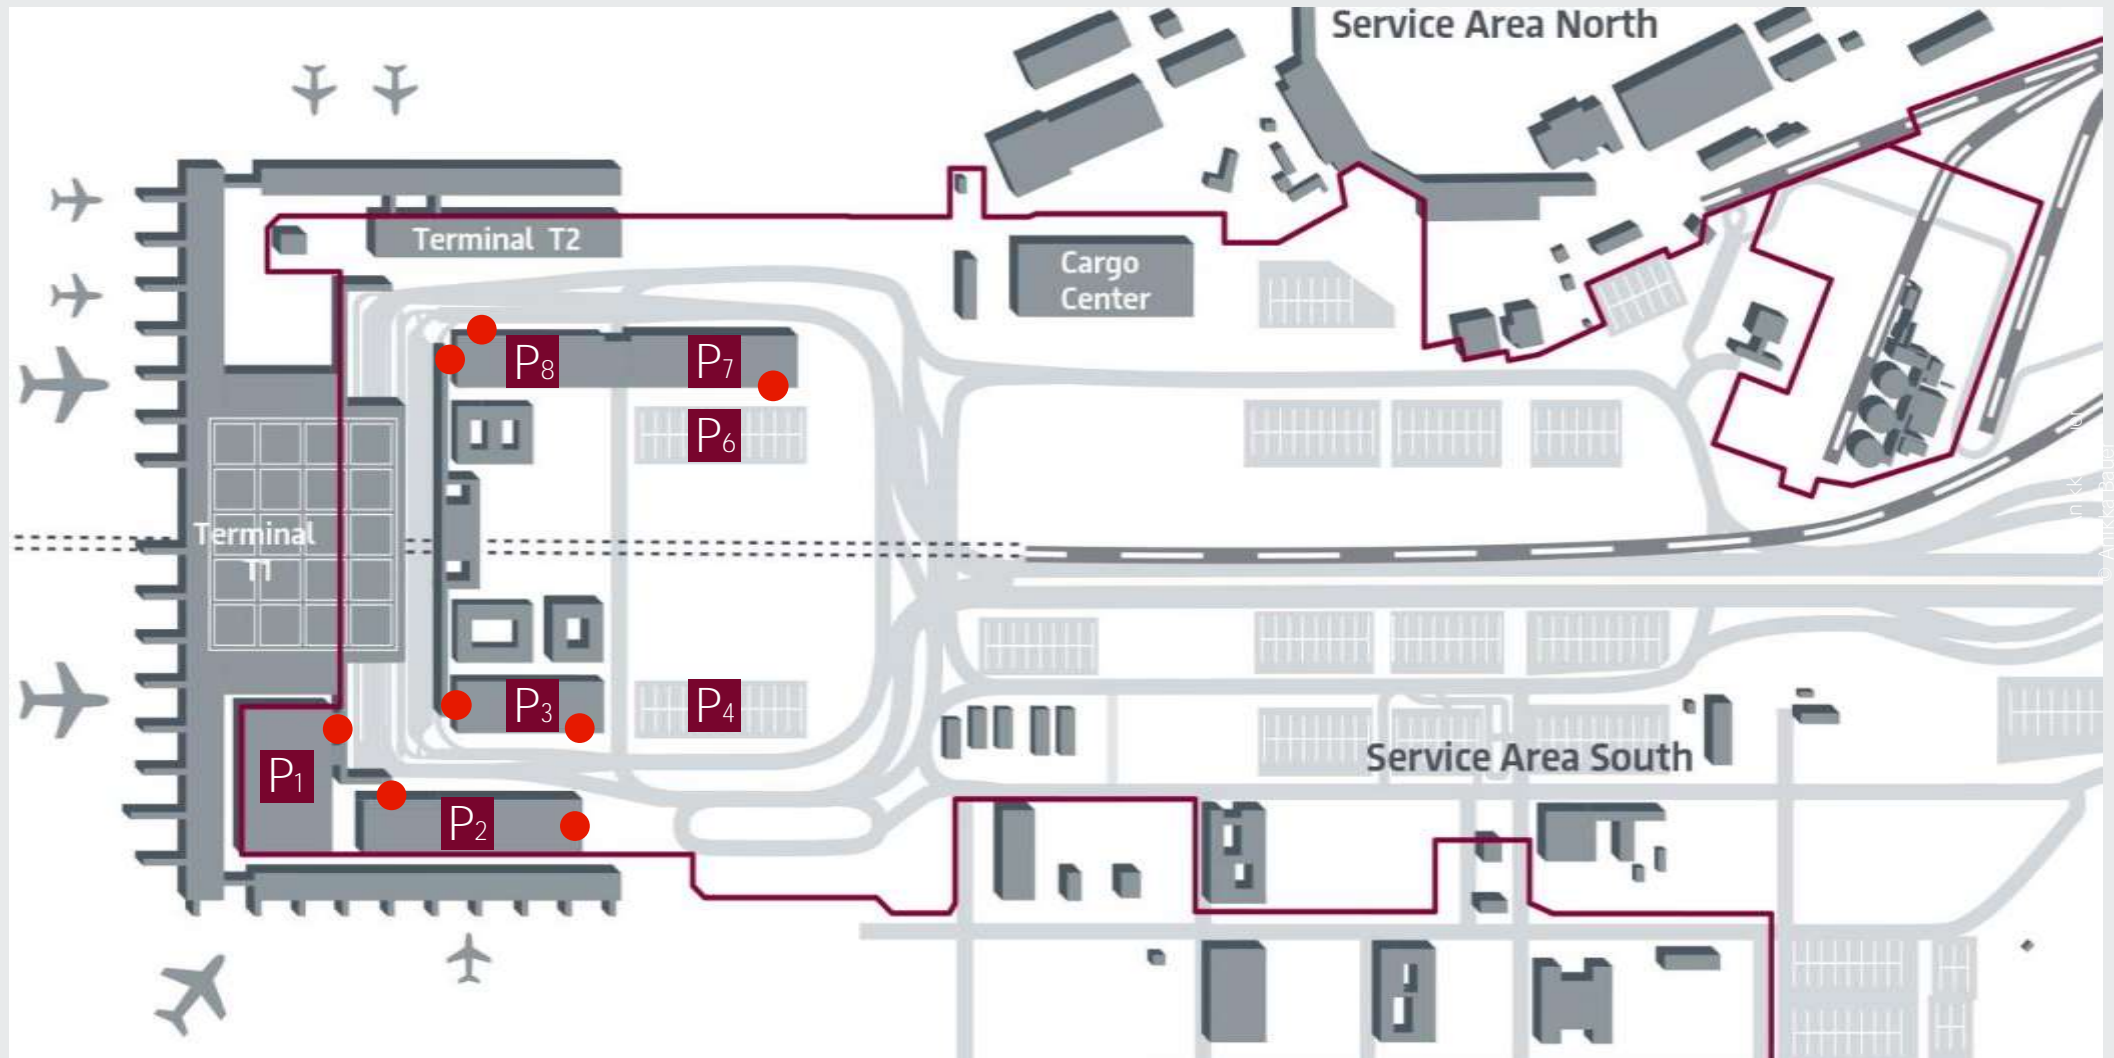 Service Area North
Terminal T2
Cargo
Center
P8
P7
P6
Terminal
T1
P3
P4
P1
P2
Service Area South